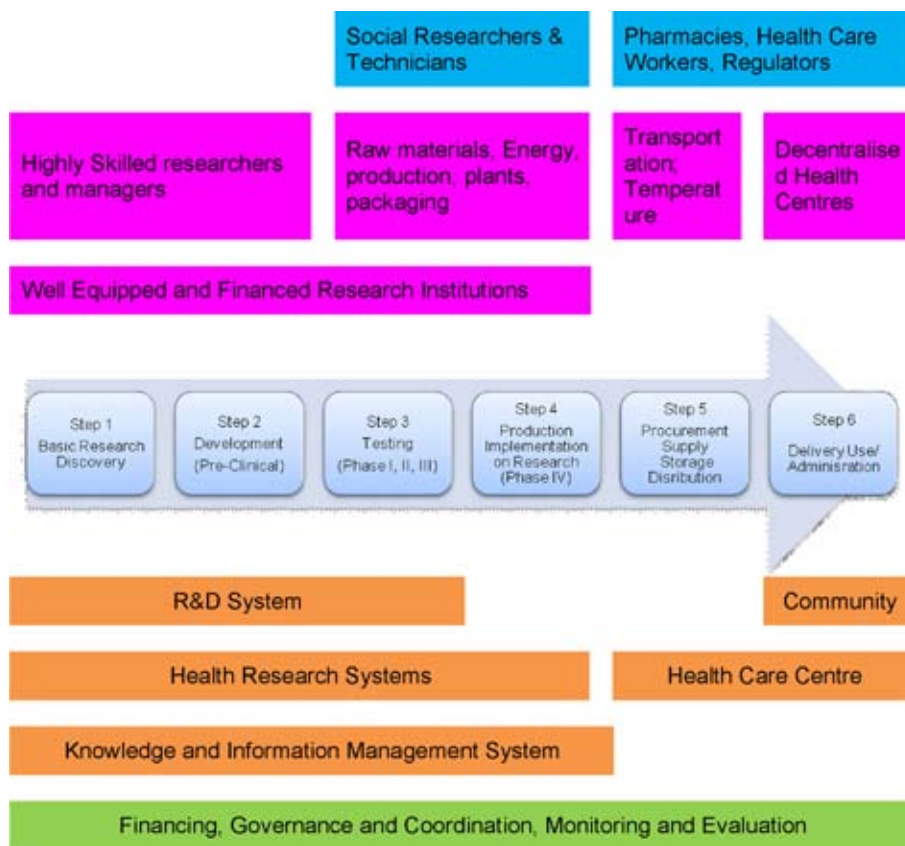 Social Researchers &
Technicians
Pharmacies, Health Care
Workers, Regulators
Highly Skilled researchers
and managers
Raw materials, Energy,
production, plants,
packaging
Transport
ation;
Temperat
ure
Decentralise
d Health
Centres
Well Equipped and Financed Research Institutions
Step 1
Basic Research
Discovery
Step 2
Development
(Pre-Clinical)
Step 3
Testing
(Phase I, II, III)
Step 4
Production
Implementation
on Research
(Phase IV)
Step 5
Procurement
Supply
Storage
Disribution
Step 6
Delivery Use/
Adminisration
R&D System
Community
Health Research Systems
Health Care Centre
Knowledge and Information Management System
Financing, Governance and Coordination, Monitoring and Evaluation